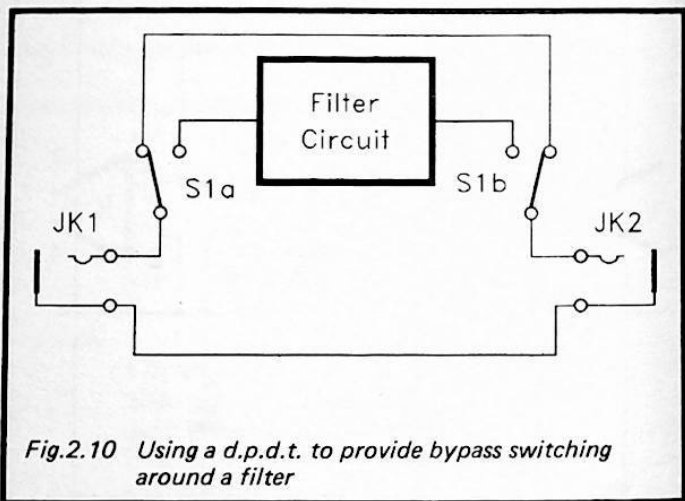 Filter
Circuit
S1a
S1b
JK1
JK2
Fig.2.10 Using a d.p.d.t. to provide bypass switching
around a filter